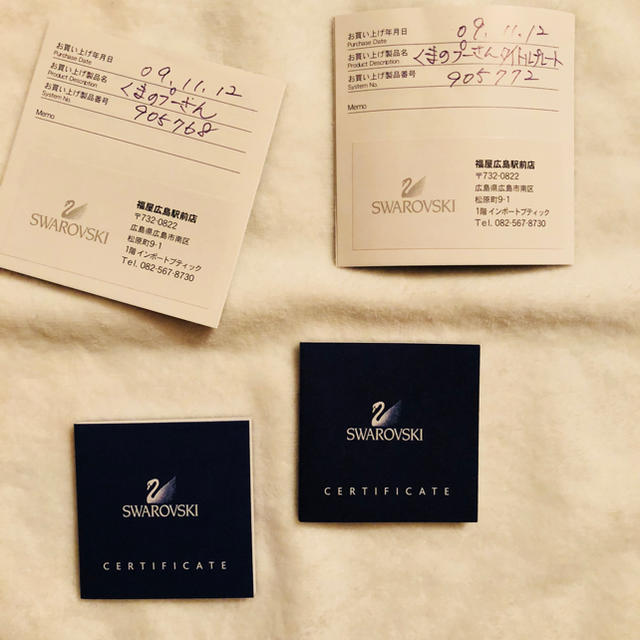 お買い上げ年月日 09.11.12
Purchase Date
お買い上げ製品名 くまのプーさん
Product Description
お買い上げ製品番号 905768
System No.
Memo
SWAROVSKI
福屋広島駅前店
〒732-0822
広島県広島市南区
松原町9-1
1階インポートブティック
Tel. 082-567-8730
お買い上げ年月日 09.11.12
Purchase Date
お買い上げ製品名 くまのプーさんタイトルプレート
Product Description
お買い上げ製品番号 905772
System No.
Memo
SWAROVSKI
福屋広島駅前店
〒732-0822
広島県広島市南区
松原町9-1
1階インポートブティック
Tel. 082-567-8730
SWAROVSKI
CERTIFICATE
SWAROVSKI
CERTIFICATE